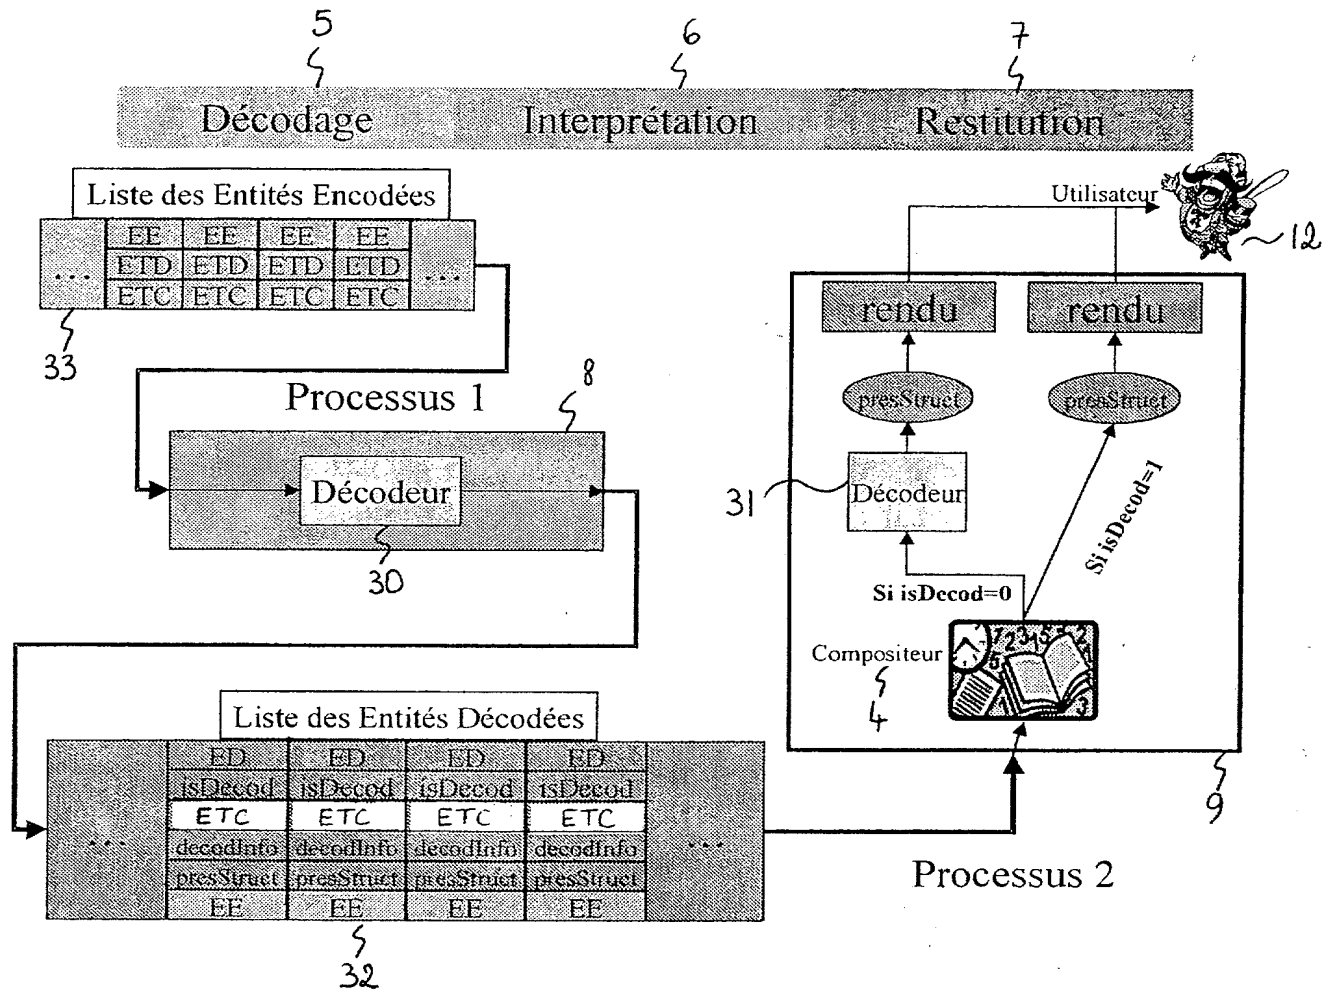 5 6 7
Décodage Interprétation Restitution
Liste des Entités Encodées
EE EE EE EE
... ETD ETD ETD ETD ...
ETC ETC ETC ETC
33
Processus 1
8
Décodeur
30
Liste des Entités Décodées
ED ED ED ED
isDecod isDecod isDecod isDecod
ETC ETC ETC ETC
... decodInfo decodInfo decodInfo decodInfo ...
presStruct presStruct presStruct presStruct
EE EE EE EE
32
Utilisateur
12
rendu rendu
presStruct presStruct
31
Décodeur
Si isDecod=1
Si isDecod=0
Compositeur
4
9
Processus 2